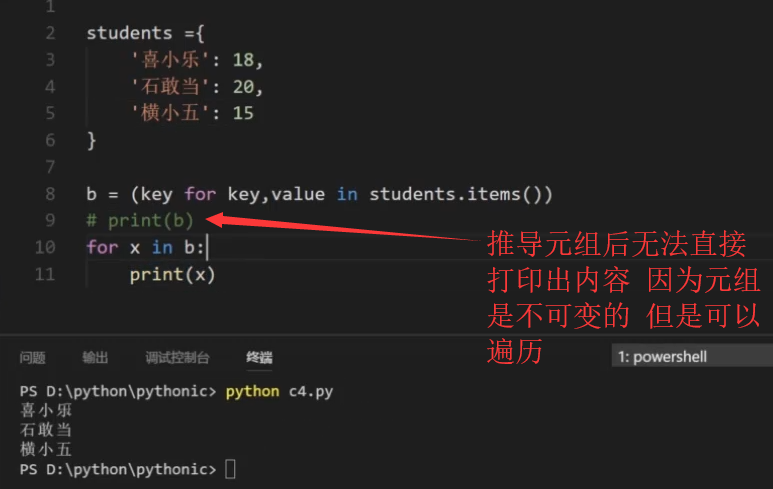 1
2 students ={
3 '喜小乐': 18,
4 '石敢当': 20,
5 '横小五': 15
6 }
7
8 b = (key for key,value in students.items())
9 # print(b)
10 for x in b:
11 print(x)
推导元组后无法直接
打印出内容 因为元组
是不可变的 但是可以
遍历
问题 输出 调试控制台 终端 1: powershell
PS D:\python\pythonic> python c4.py
喜小乐
石敢当
横小五
PS D:\python\pythonic>